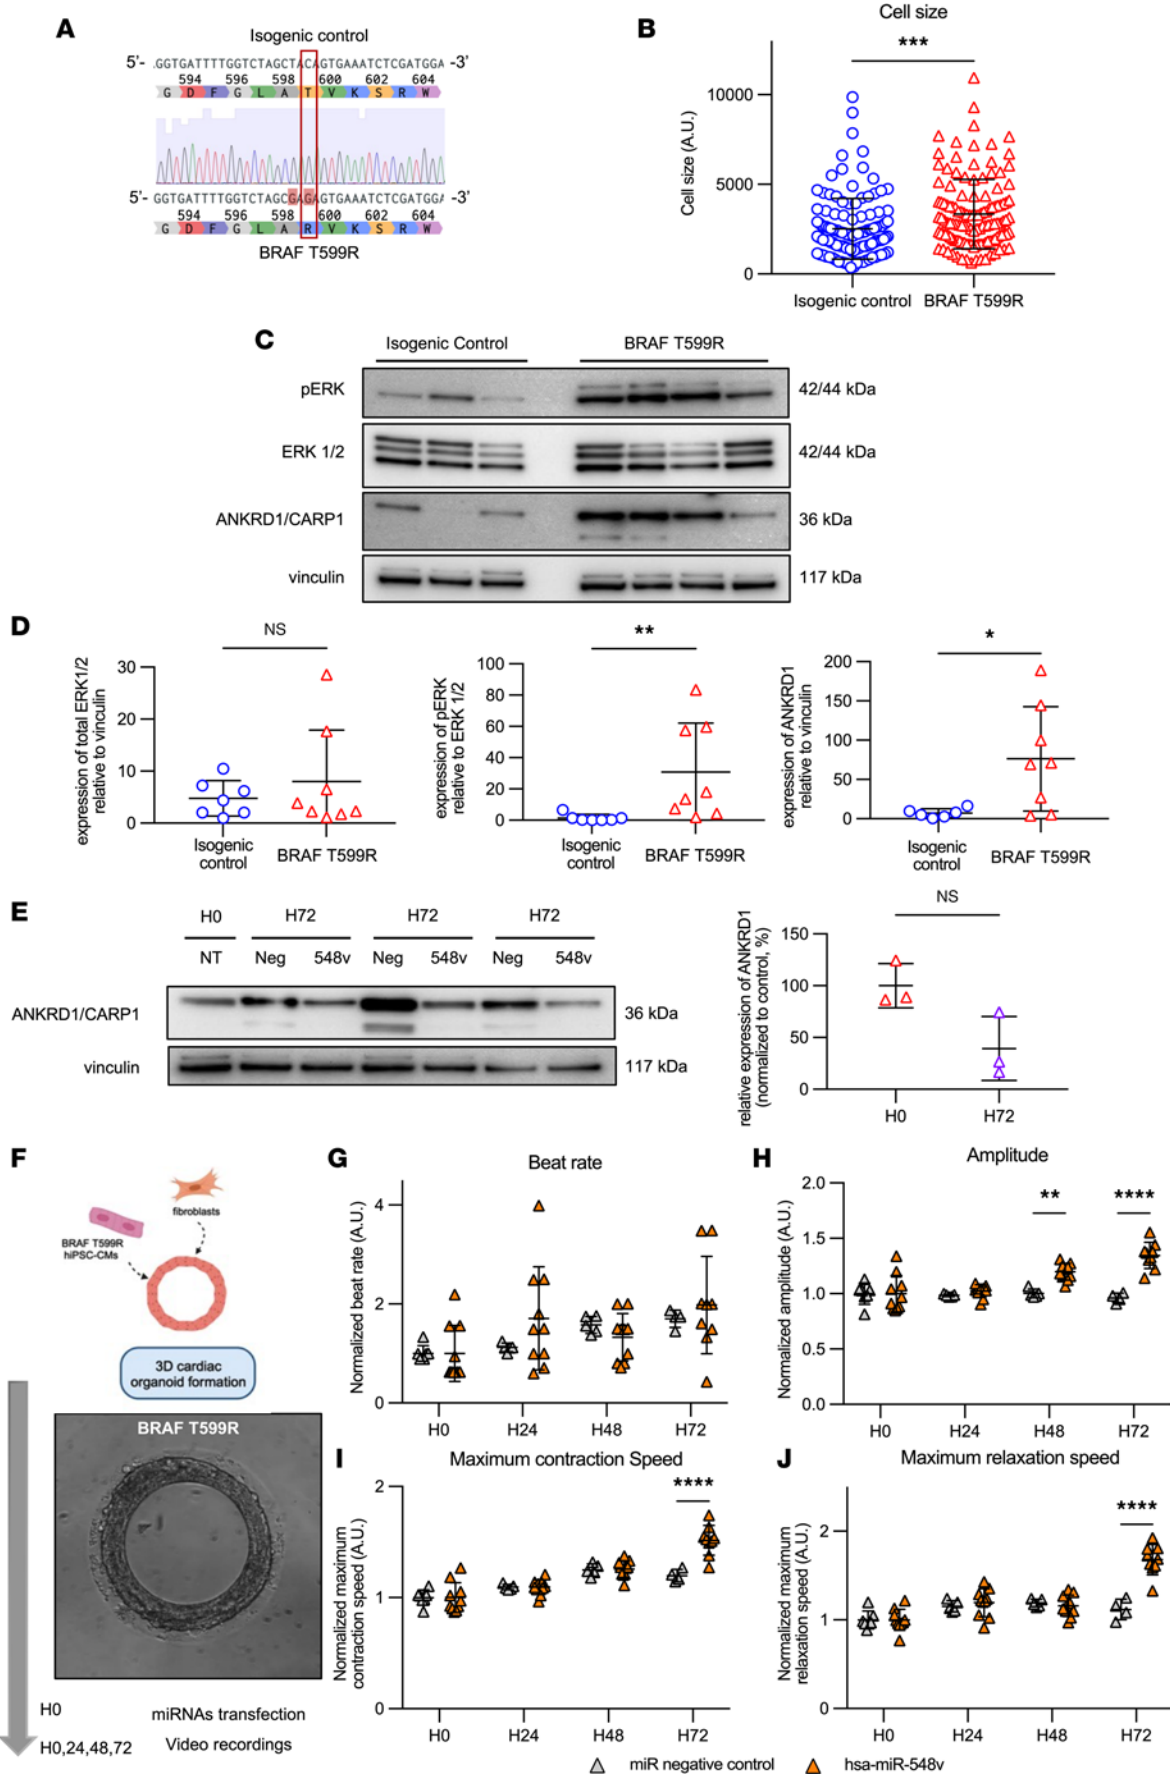 A
Isogenic control
5'- GGTGATTTTGGTCTAGCTACAGTGAAATCTCGATGGA -3'
594 596 598 600 602 604
G D F G L A T V K S R W
5'- GGTGATTTTGGTCTAGCGAGAGTGAAATCTCGATGGA -3'
594 596 598 600 602 604
G D F G L A R V K S R W
BRAF T599R
B
Cell size
***
Cell size (A.U.)
10000
5000
0
Isogenic control BRAF T599R
C
Isogenic Control BRAF T599R
pERK 42/44 kDa
ERK 1/2 42/44 kDa
ANKRD1/CARP1 36 kDa
vinculin 117 kDa
D
NS
expression of total ERK1/2
relative to vinculin
30
20
10
0
Isogenic
control
BRAF T599R
**
expression of pERK
relative to ERK 1/2
100
80
60
40
20
0
Isogenic
control
BRAF T599R
*
expression of ANKRD1
relative to vinculin
200
150
100
50
0
Isogenic
control
BRAF T599R
E
H0 H72 H72 H72
NT Neg 548v Neg 548v Neg 548v
ANKRD1/CARP1 36 kDa
vinculin 117 kDa
NS
relative expression of ANKRD1
(normalized to control, %)
150
100
50
0
H0 H72
F
fibroblasts
BRAF T599R
hiPSC-CMs
3D cardiac
organoid formation
BRAF T599R
H0 miRNAs transfection
H0,24,48,72 Video recordings
G
Beat rate
Normalized beat rate (A.U.)
4
2
0
H0 H24 H48 H72
H
Amplitude
** ****
Normalized amplitude (A.U.)
2.0
1.5
1.0
0.5
0.0
H0 H24 H48 H72
I
Maximum contraction Speed
****
Normalized maximum
contraction speed (A.U.)
2
1
0
H0 H24 H48 H72
J
Maximum relaxation speed
****
Normalized maximum
relaxation speed (A.U.)
2
1
0
H0 H24 H48 H72
miR negative control hsa-miR-548v